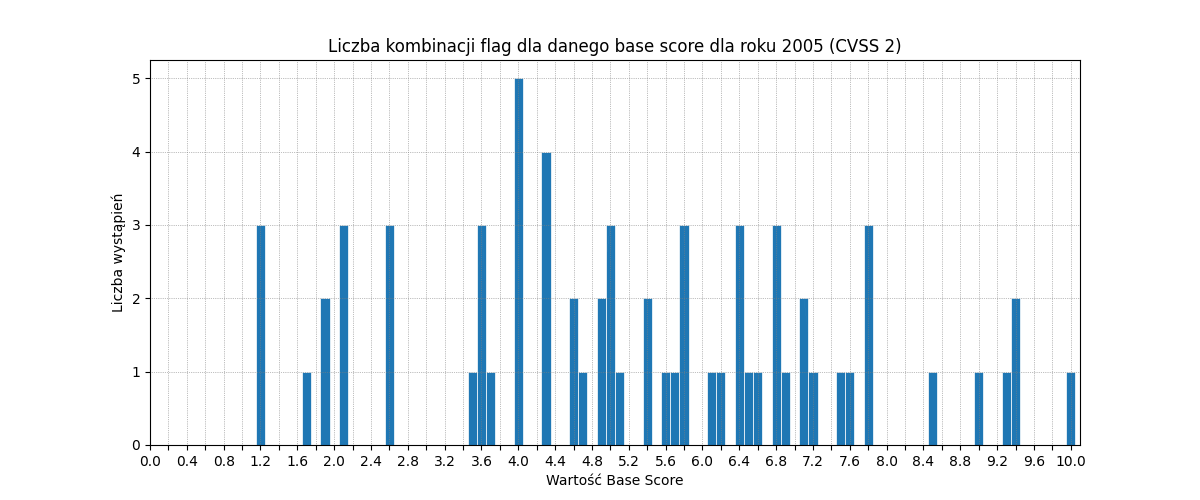 Liczba kombinacji flag dla danego base score dla roku 2005 (CVSS 2)
Liczba wystąpień
5
4
3
2
1
0
0.0 0.4 0.8 1.2 1.6 2.0 2.4 2.8 3.2 3.6 4.0 4.4 4.8 5.2 5.6 6.0 6.4 6.8 7.2 7.6 8.0 8.4 8.8 9.2 9.6 10.0
Wartość Base Score